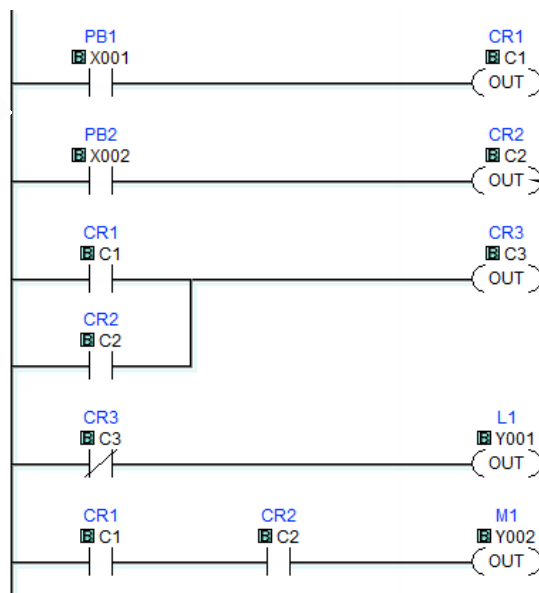 PB1 CR1
B X001 B C1
OUT
PB2 CR2
B X002 B C2
OUT
CR1 CR3
B C1 B C3
OUT
CR2
B C2
CR3 L1
B C3 B Y001
OUT
CR1 CR2 M1
B C1 B C2 B Y002
OUT